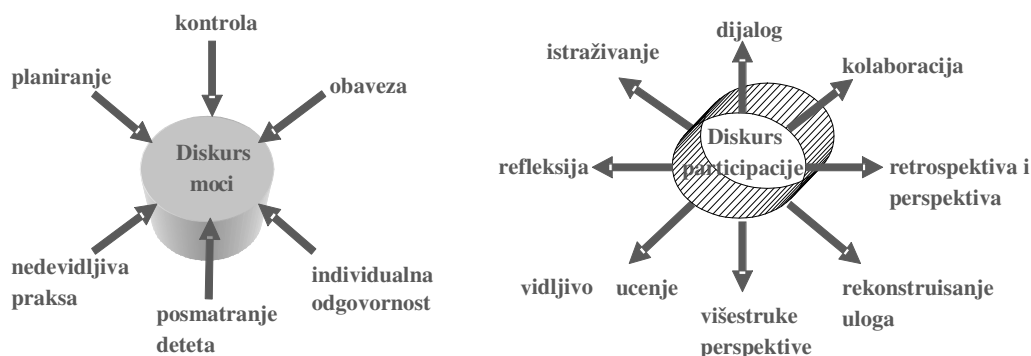 kontrola
planiranje
obaveza
Diskurs
moci
nedevidljiva
praksa
posmatranje
deteta
individualna
odgovornost
dijalog
istraživanje
kolaboracija
Diskurs
participacije
refleksija
retrospektiva i
perspektiva
vidljivo ucenje
višestruke
perspektive
rekonstruisanje
uloga